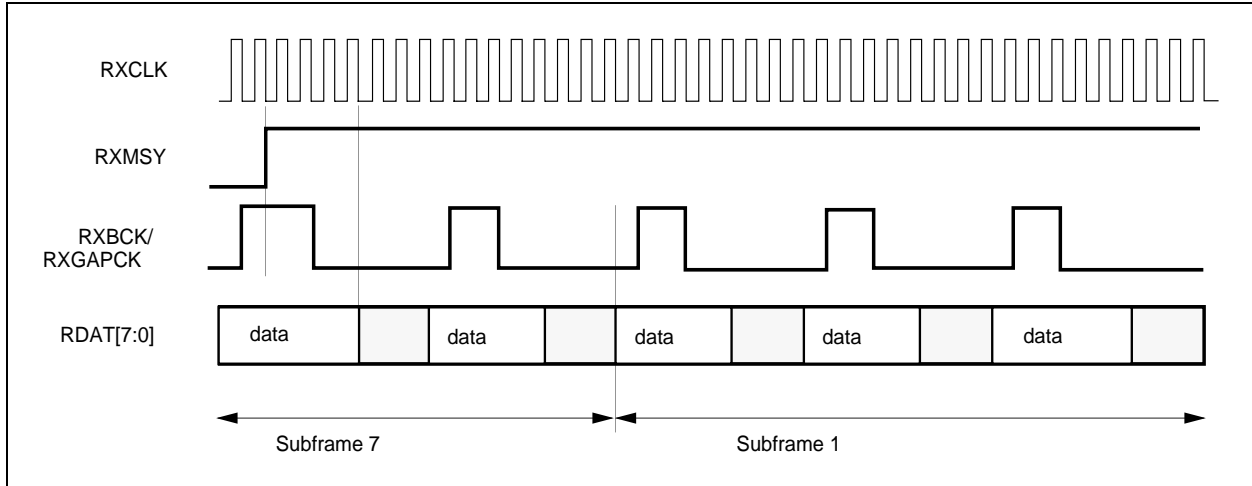 RXCLK
RXMSY
RXBCK/
RXGAPCK
RDAT[7:0]
data
data
data
data
data
Subframe 7
Subframe 1